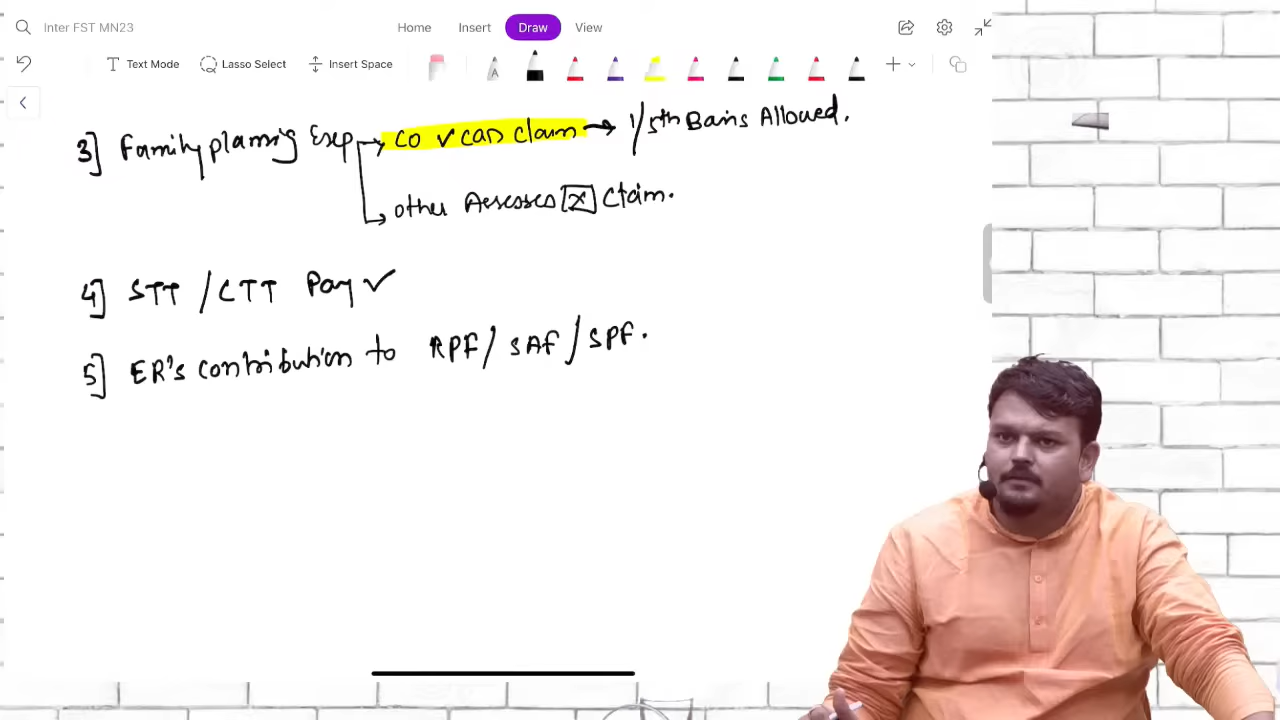 Inter FST MN23
Home Insert Draw View
Text Mode Lasso Select Insert Space
3] Family planning Exp → CO ✓ can claim → 1/5th Basis Allowed.
other Assesses [x] Claim.
4] STT / CTT Pay ✓
5] ER's contribution to RPF / SAF / SPF.